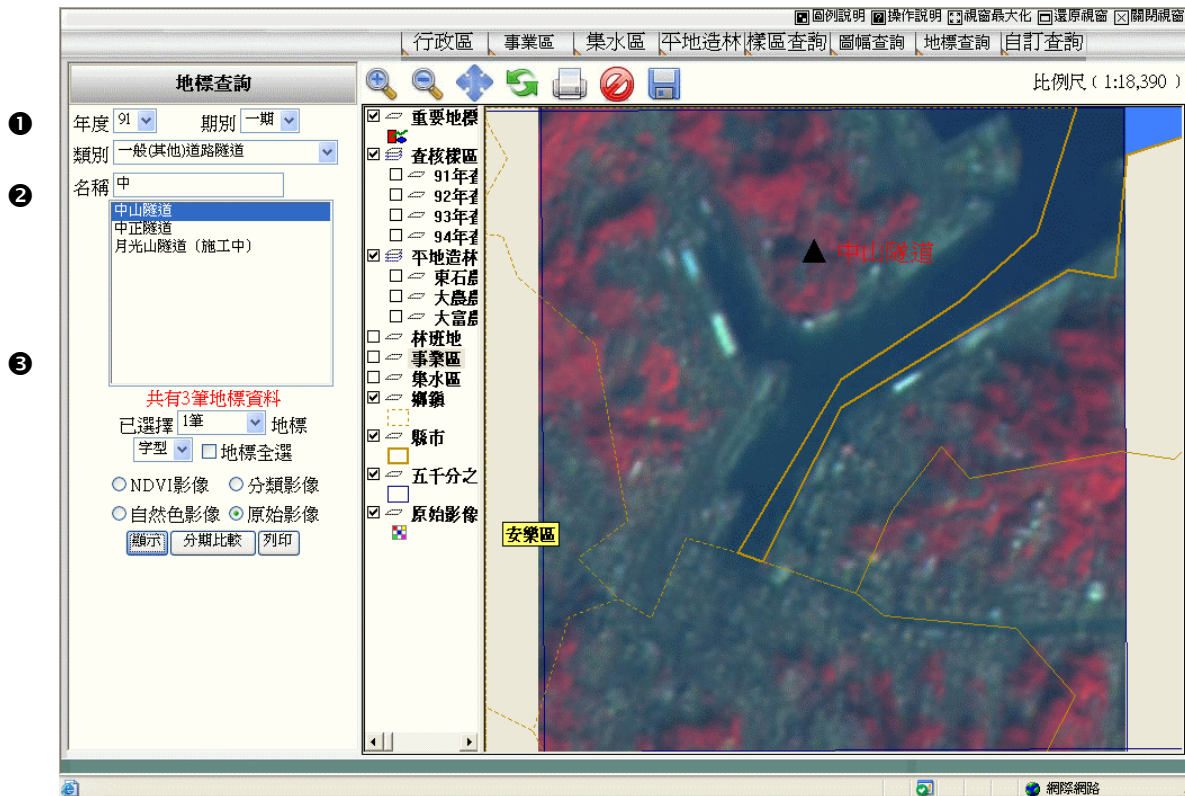 圖例說明 操作說明 視窗最大化 還原視窗 關閉視窗
行政區 事業區 集水區 平地造林 樣區查詢 圖幅查詢 地標查詢 自訂查詢
地標查詢
比例尺 ( 1:18,390 )
❶
年度 91 期別 一期
類別 一般(其他)道路隧道
❷
名稱 中
中山隧道
中正隧道
月光山隧道 (施工中)
❸
共有3筆地標資料
已選擇 1筆 地標
字型 地標全選
NDVI影像 分類影像
自然色影像 原始影像
顯示 分期比較 列印
重要地標
查核樣區
91年查
92年查
93年查
94年查
平地造林
東石農
大農農
大富農
林班地
事業區
集水區
鄉鎮
縣市
五千分之
原始影像
中山隧道
安樂區
網際網路